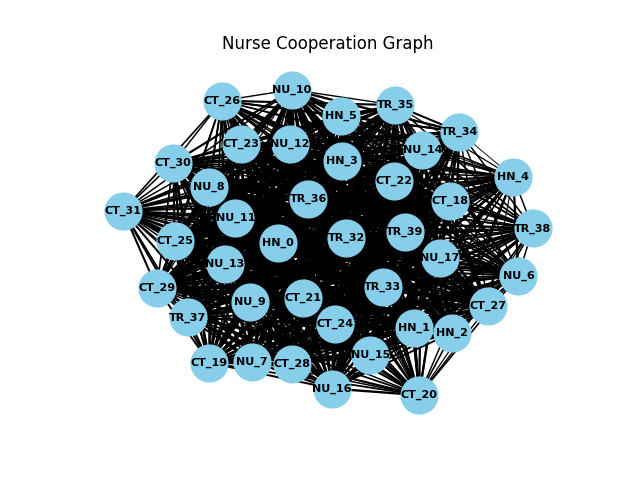 Nurse Cooperation Graph
NU_10
CT_26
TR_35
HN_5
TR_34
CT_23
NU_12
NU_14
HN_3
CT_30
HN_4
CT_22
NU_8
TR_36
CT_18
CT_31
NU_11
TR_38
TR_39
TR_32
CT_25
HN_0
NU_17
NU_13
NU_6
TR_33
CT_29
CT_21
NU_9
CT_27
TR_37
CT_24
HN_1
HN_2
NU_15
CT_19
NU_7
CT_28
NU_16
CT_20